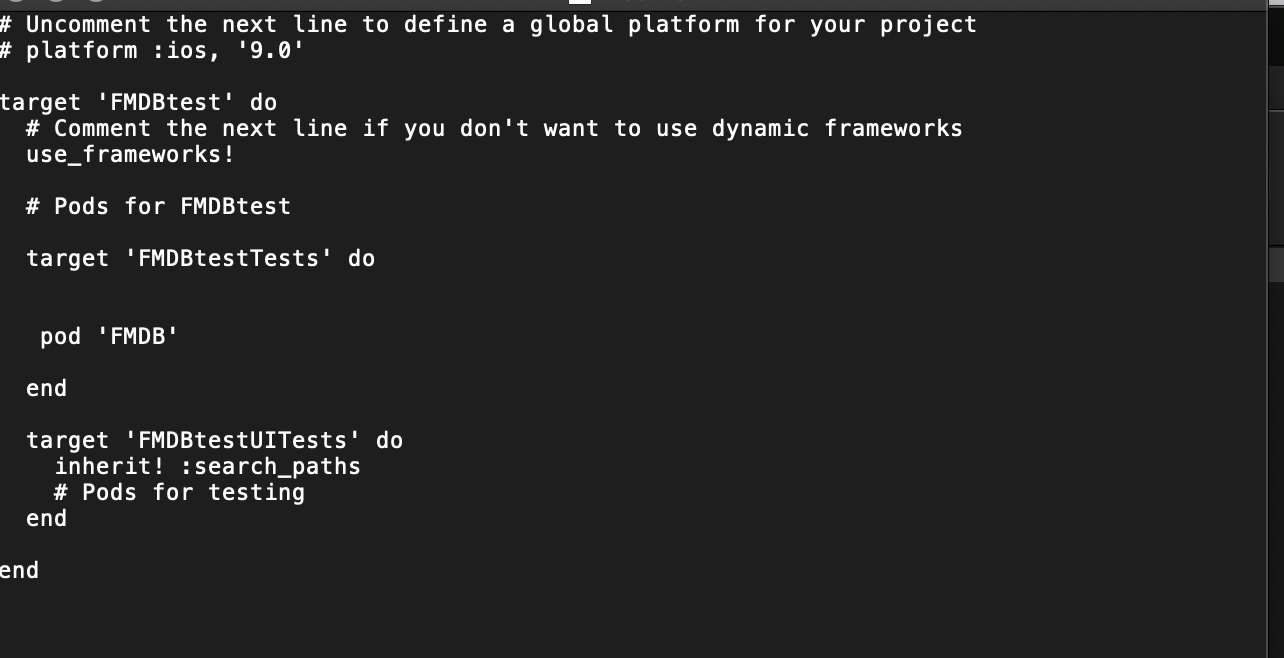 # Uncomment the next line to define a global platform for your project
# platform :ios, '9.0'
target 'FMDBtest' do
# Comment the next line if you don't want to use dynamic frameworks
use_frameworks!
# Pods for FMDBtest
target 'FMDBtestTests' do
pod 'FMDB'
end
target 'FMDBtestUITests' do
inherit! :search_paths
# Pods for testing
end
end